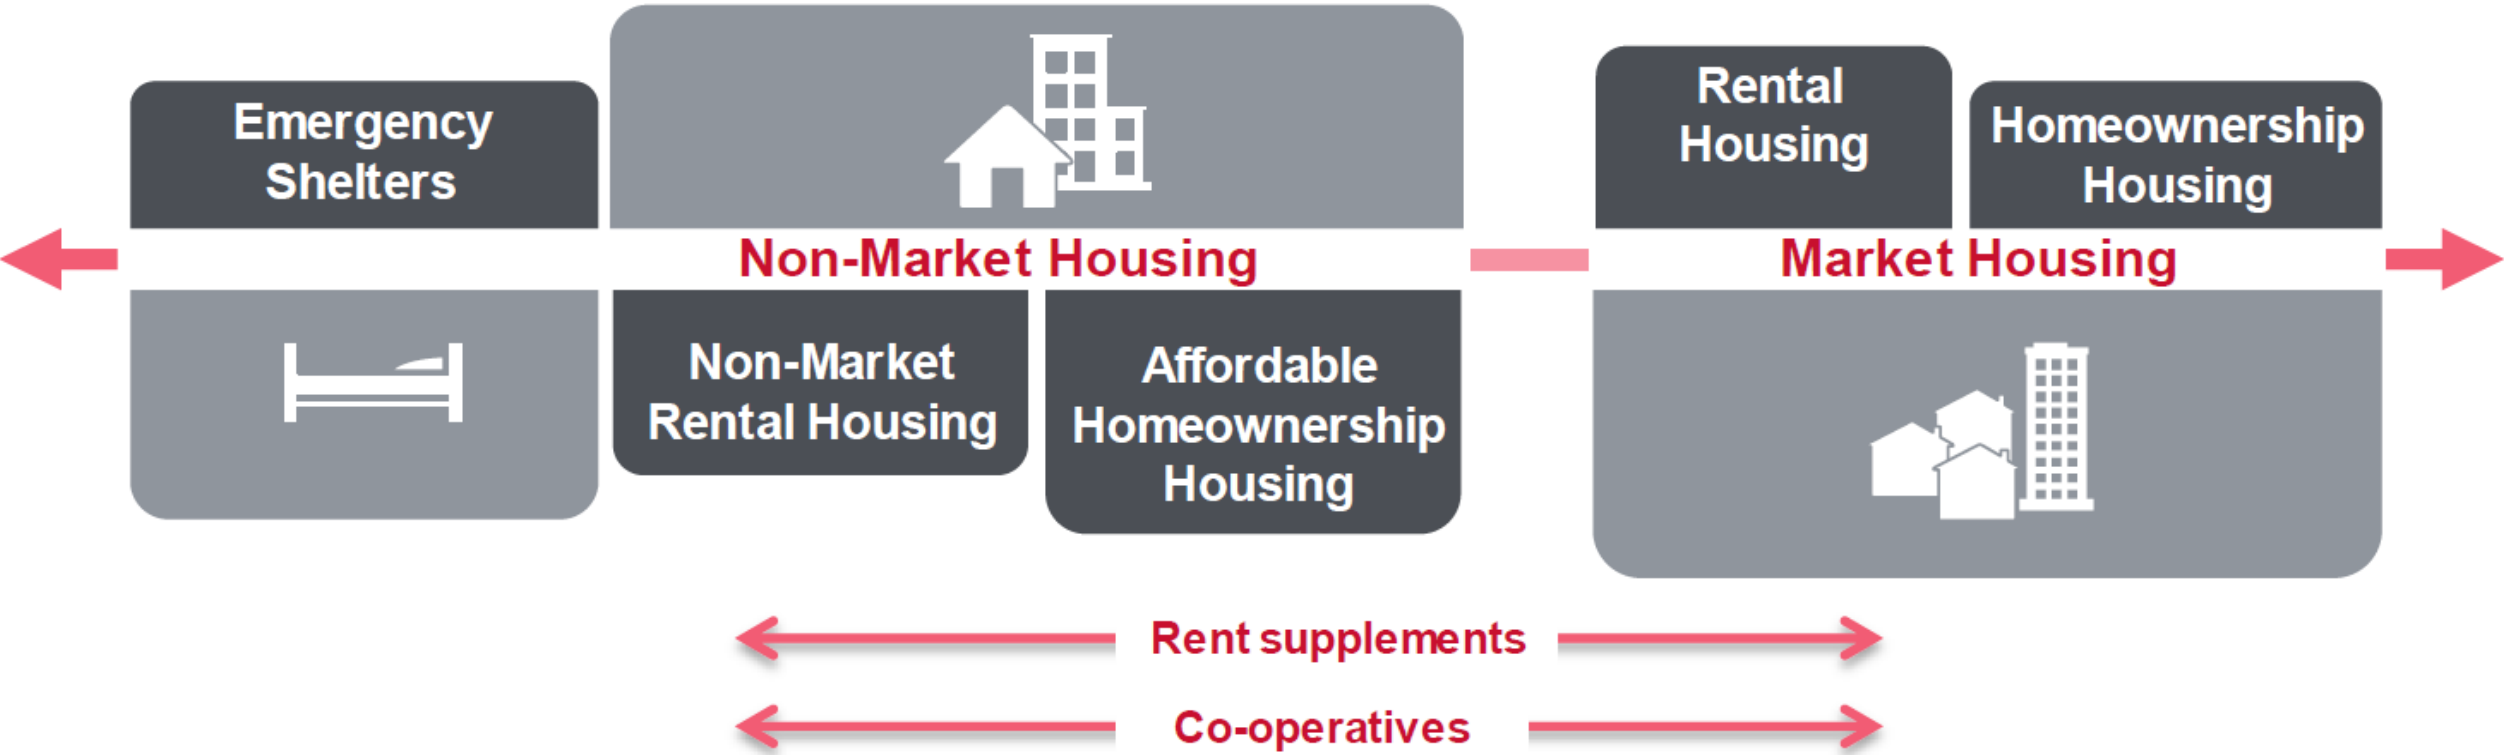 Emergency
Shelters
Rental
Housing
Homeownership
Housing
Non-Market Housing
Market Housing
Non-Market
Rental Housing
Affordable
Homeownership
Housing
Rent supplements
Co-operatives